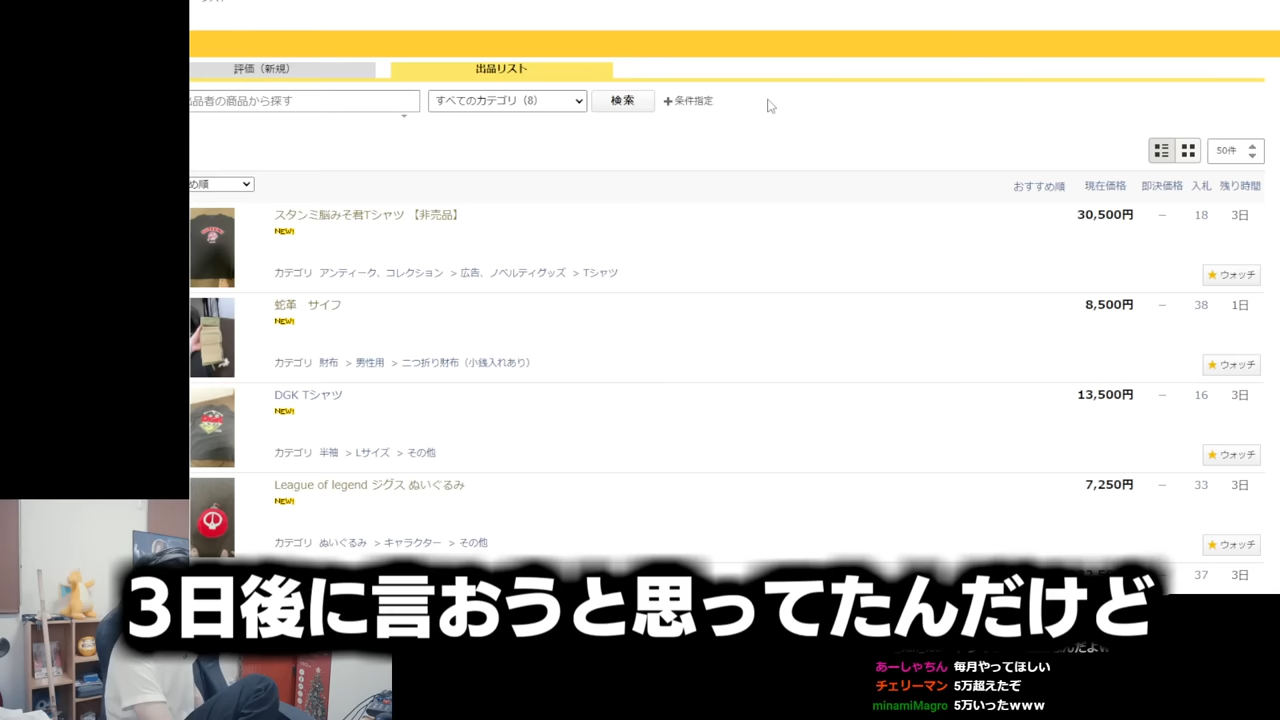 評価（新規）
出品リスト
品者の商品から探す
すべてのカテゴリ（8）
検索
+条件指定
50件
め順
おすすめ順 現在価格 即決価格 入札 残り時間
スタンミ脳みそ君Tシャツ 【非売品】
30,500円 － 18 3日
NEW!
カテゴリ アンティーク、コレクション > 広告、ノベルティグッズ > Tシャツ
ウォッチ
蛇革　サイフ
8,500円 － 38 1日
NEW!
カテゴリ 財布 > 男性用 > 二つ折り財布（小銭入れあり）
ウォッチ
DGK Tシャツ
13,500円 － 16 3日
NEW!
カテゴリ 半袖 > Lサイズ > その他
ウォッチ
League of legend ジグス ぬいぐるみ
7,250円 － 33 3日
NEW!
カテゴリ ぬいぐるみ > キャラクター > その他
ウォッチ
37 3日
3日後に言おうと思ってたんだけど
あーしゃちん 毎月やってほしい
チェリーマン 5万超えたぞ
minamiMagro 5万いったｗｗｗ